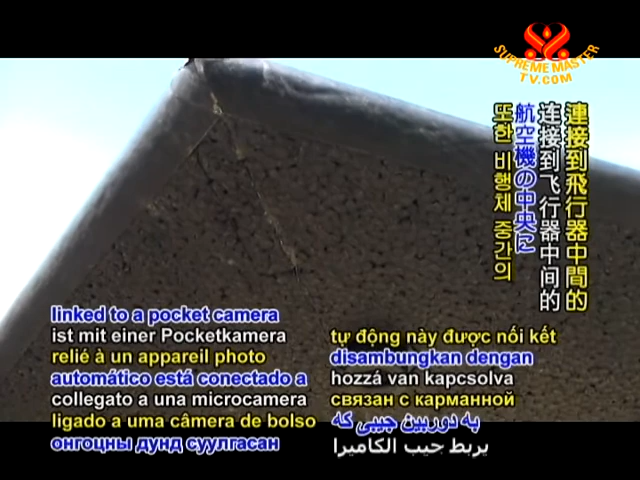 SUPREME MASTER
TV.COM
連接到飛行器中間的
连接到飞行器中间的
航空機の中央に
또한 비행체 중간의
linked to a pocket camera
ist mit einer Pocketkamera
relié à un appareil photo
automático está conectado a
collegato a una microcamera
ligado a uma câmera de bolso
онгоцны дунд суулгасан
tự động này được nối kết
disambungkan dengan
hozzá van kapcsolva
связан с карманной
به دوربین جیبی که
يربط جيب الكاميرا